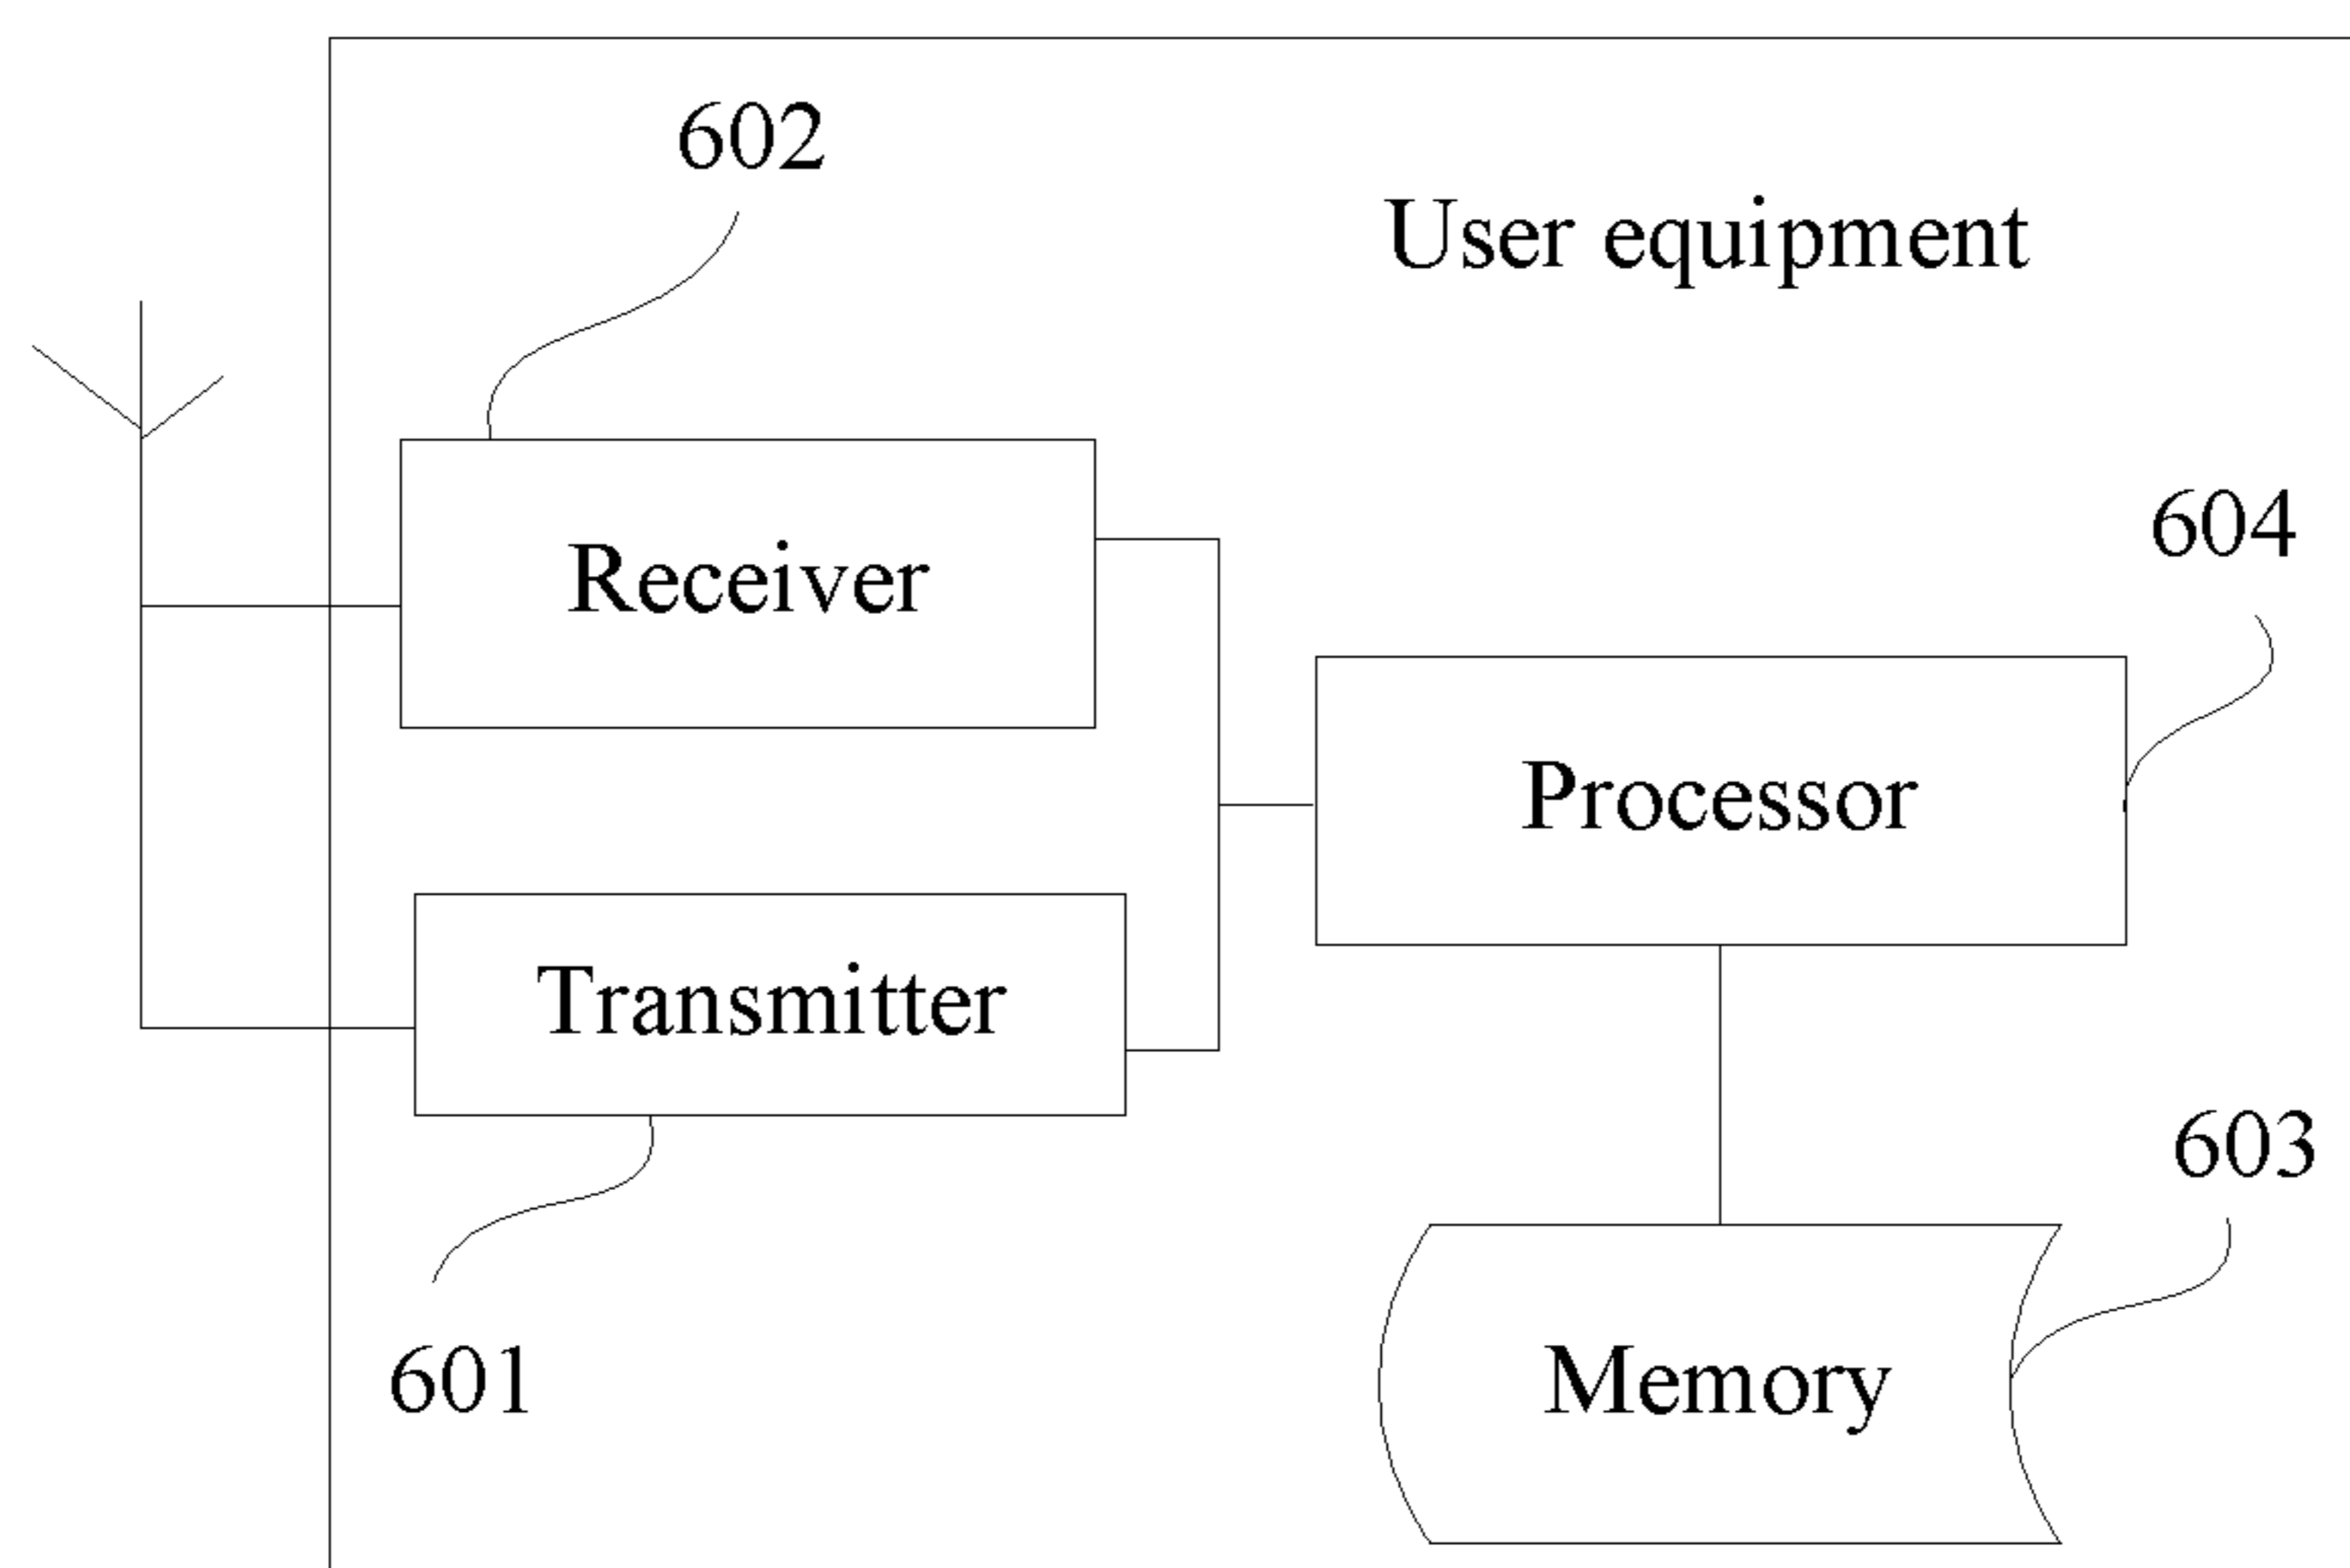 602
User equipment
604
Receiver
Processor
Transmitter
603
601
Memory